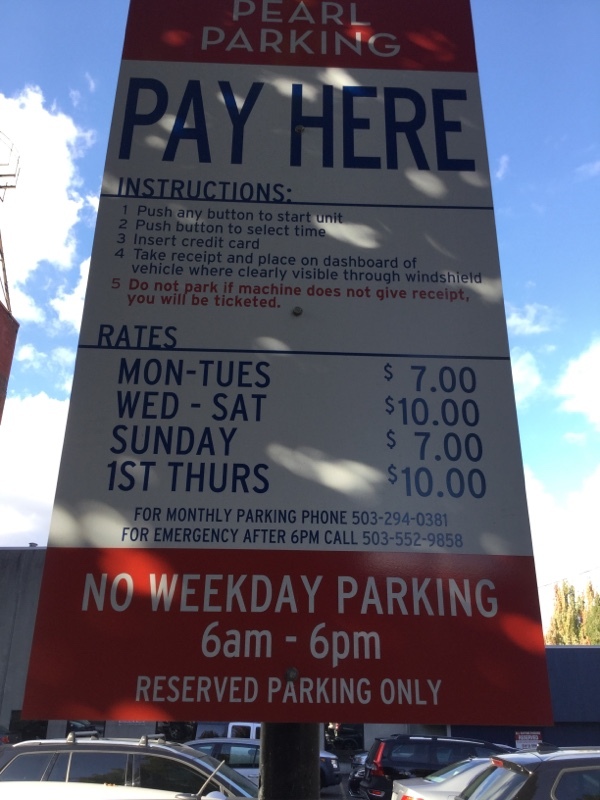 PEARL
PARKING
PAY HERE
INSTRUCTIONS:
1 Push any button to start unit
2 Push button to select time
3 Insert credit card
4 Take receipt and place on dashboard of
vehicle where clearly visible through windshield
5 Do not park if machine does not give receipt,
you will be ticketed.
RATES
MON-TUES $ 7.00
WED - SAT $10.00
SUNDAY $ 7.00
1ST THURS $10.00
FOR MONTHLY PARKING PHONE 503-294-0381
FOR EMERGENCY AFTER 6PM CALL 503-552-9858
NO WEEKDAY PARKING
6am - 6pm
RESERVED PARKING ONLY